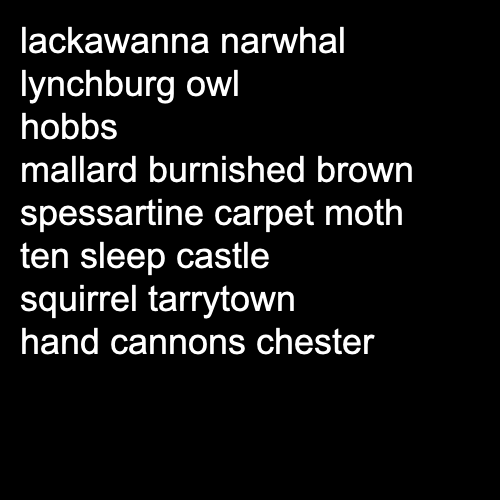 lackawanna narwhal
lynchburg owl
hobbs
mallard burnished brown
spessartine carpet moth
ten sleep castle
squirrel tarrytown
hand cannons chester